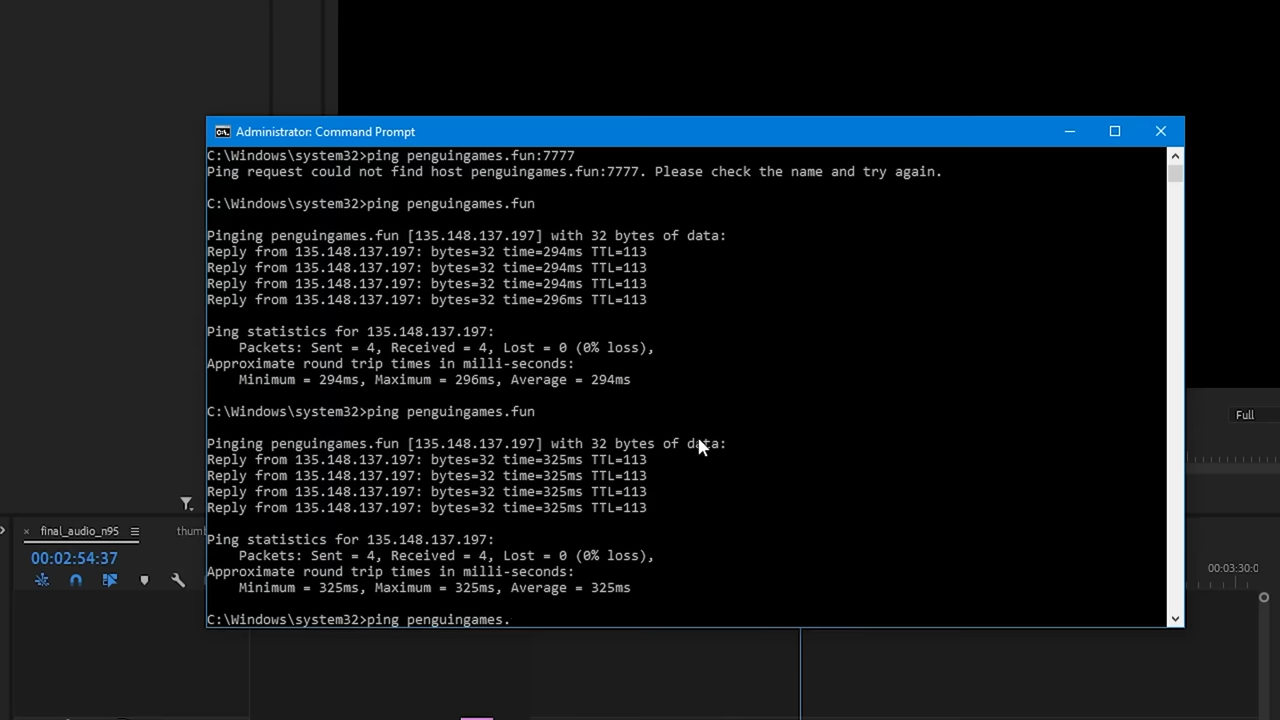 Administrator: Command Prompt
C:\Windows\system32>ping penguingames.fun:7777
Ping request could not find host penguingames.fun:7777. Please check the name and try again.
C:\Windows\system32>ping penguingames.fun
Pinging penguingames.fun [135.148.137.197] with 32 bytes of data:
Reply from 135.148.137.197: bytes=32 time=294ms TTL=113
Reply from 135.148.137.197: bytes=32 time=294ms TTL=113
Reply from 135.148.137.197: bytes=32 time=294ms TTL=113
Reply from 135.148.137.197: bytes=32 time=296ms TTL=113
Ping statistics for 135.148.137.197:
Packets: Sent = 4, Received = 4, Lost = 0 (0% loss),
Approximate round trip times in milli-seconds:
Minimum = 294ms, Maximum = 296ms, Average = 294ms
C:\Windows\system32>ping penguingames.fun
Pinging penguingames.fun [135.148.137.197] with 32 bytes of data:
Reply from 135.148.137.197: bytes=32 time=325ms TTL=113
Reply from 135.148.137.197: bytes=32 time=325ms TTL=113
Reply from 135.148.137.197: bytes=32 time=325ms TTL=113
Reply from 135.148.137.197: bytes=32 time=325ms TTL=113
Ping statistics for 135.148.137.197:
Packets: Sent = 4, Received = 4, Lost = 0 (0% loss),
Approximate round trip times in milli-seconds:
Minimum = 325ms, Maximum = 325ms, Average = 325ms
C:\Windows\system32>ping penguingames.
Full
final_audio_n95
thumb
00:02:54:37
00:03:30:0